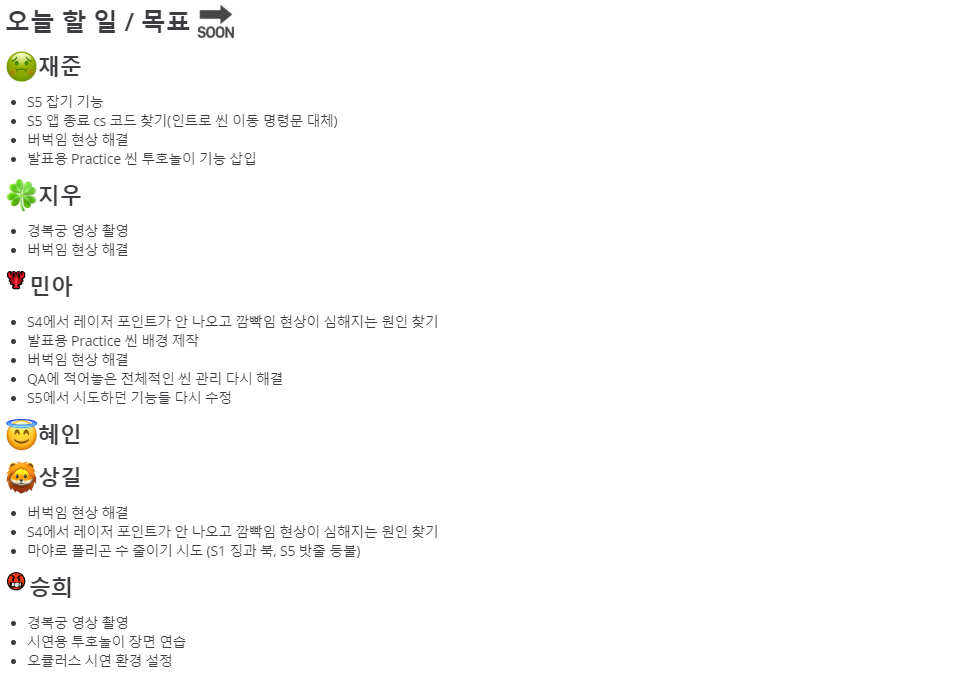 오늘 할 일 / 목표 SOON
재준
S5 잡기 기능
S5 앱 종료 cs 코드 찾기(인트로 씬 이동 명령문 대체)
버벅임 현상 해결
발표용 Practice 씬 투호놀이 기능 삽입
지우
경복궁 영상 촬영
버벅임 현상 해결
민아
S4에서 레이저 포인트가 안 나오고 깜빡임 현상이 심해지는 원인 찾기
발표용 Practice 씬 배경 제작
버벅임 현상 해결
QA에 적어놓은 전체적인 씬 관리 다시 해결
S5에서 시도하던 기능들 다시 수정
혜인
상길
버벅임 현상 해결
S4에서 레이저 포인트가 안 나오고 깜빡임 현상이 심해지는 원인 찾기
마야로 폴리곤 수 줄이기 시도 (S1 징과 북, S5 밧줄 등불)
승희
경복궁 영상 촬영
시연용 투호놀이 장면 연습
오큘러스 시연 환경 설정